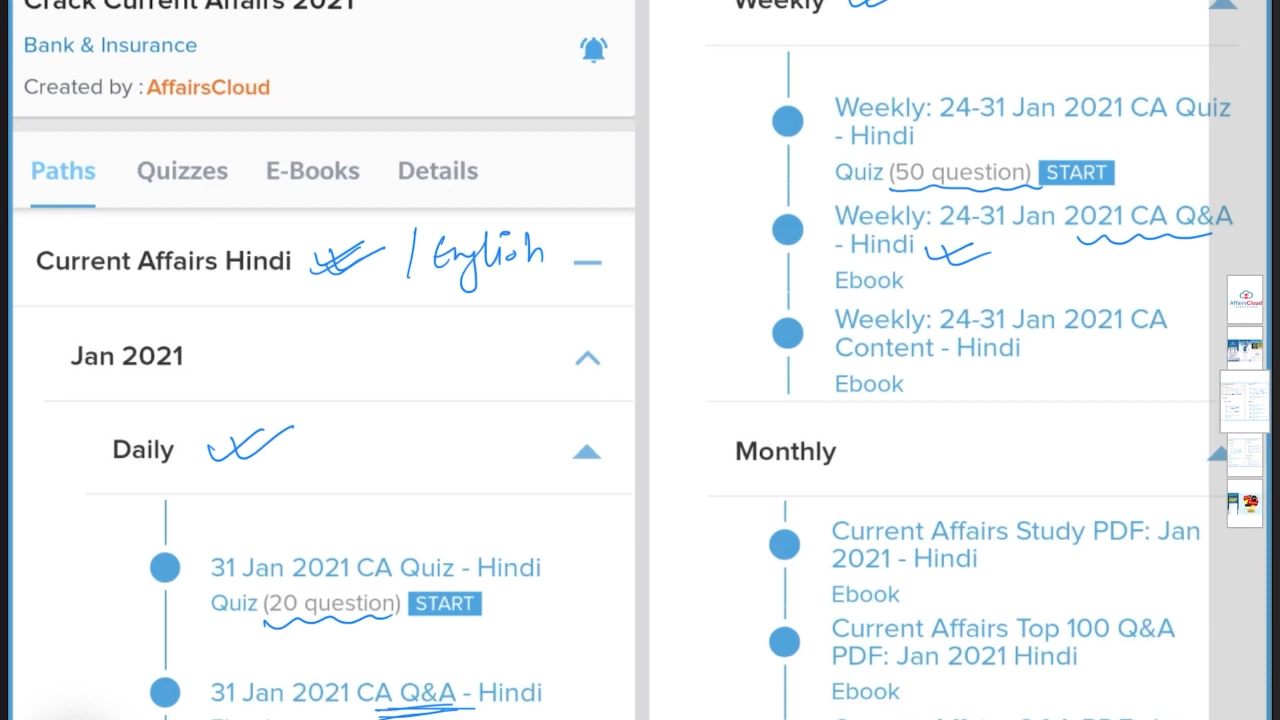 Crack Current Affairs 2021
Bank & Insurance
Created by : AffairsCloud
Paths Quizzes E-Books Details
Current Affairs Hindi / English
Jan 2021
Daily
31 Jan 2021 CA Quiz - Hindi
Quiz (20 question) START
31 Jan 2021 CA Q&A - Hindi
Weekly
Weekly: 24-31 Jan 2021 CA Quiz
- Hindi
Quiz (50 question) START
Weekly: 24-31 Jan 2021 CA Q&A
- Hindi
Ebook
Weekly: 24-31 Jan 2021 CA
Content - Hindi
Ebook
Monthly
Current Affairs Study PDF: Jan
2021 - Hindi
Ebook
Current Affairs Top 100 Q&A
PDF: Jan 2021 Hindi
Ebook
AffairsCloud